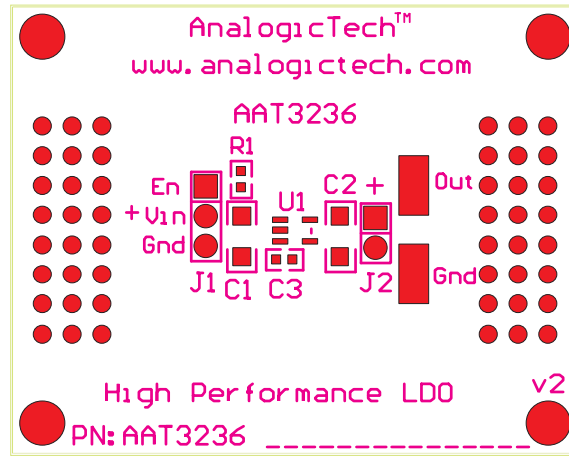 AnalogicTech™
www.analogictech.com
AAT3236
R1
En
U1
C2 +
Out
+Vin
Gnd
Gnd
J1 C1 C3 J2
High Performance LDO
v2
PN: AAT3236 ______________